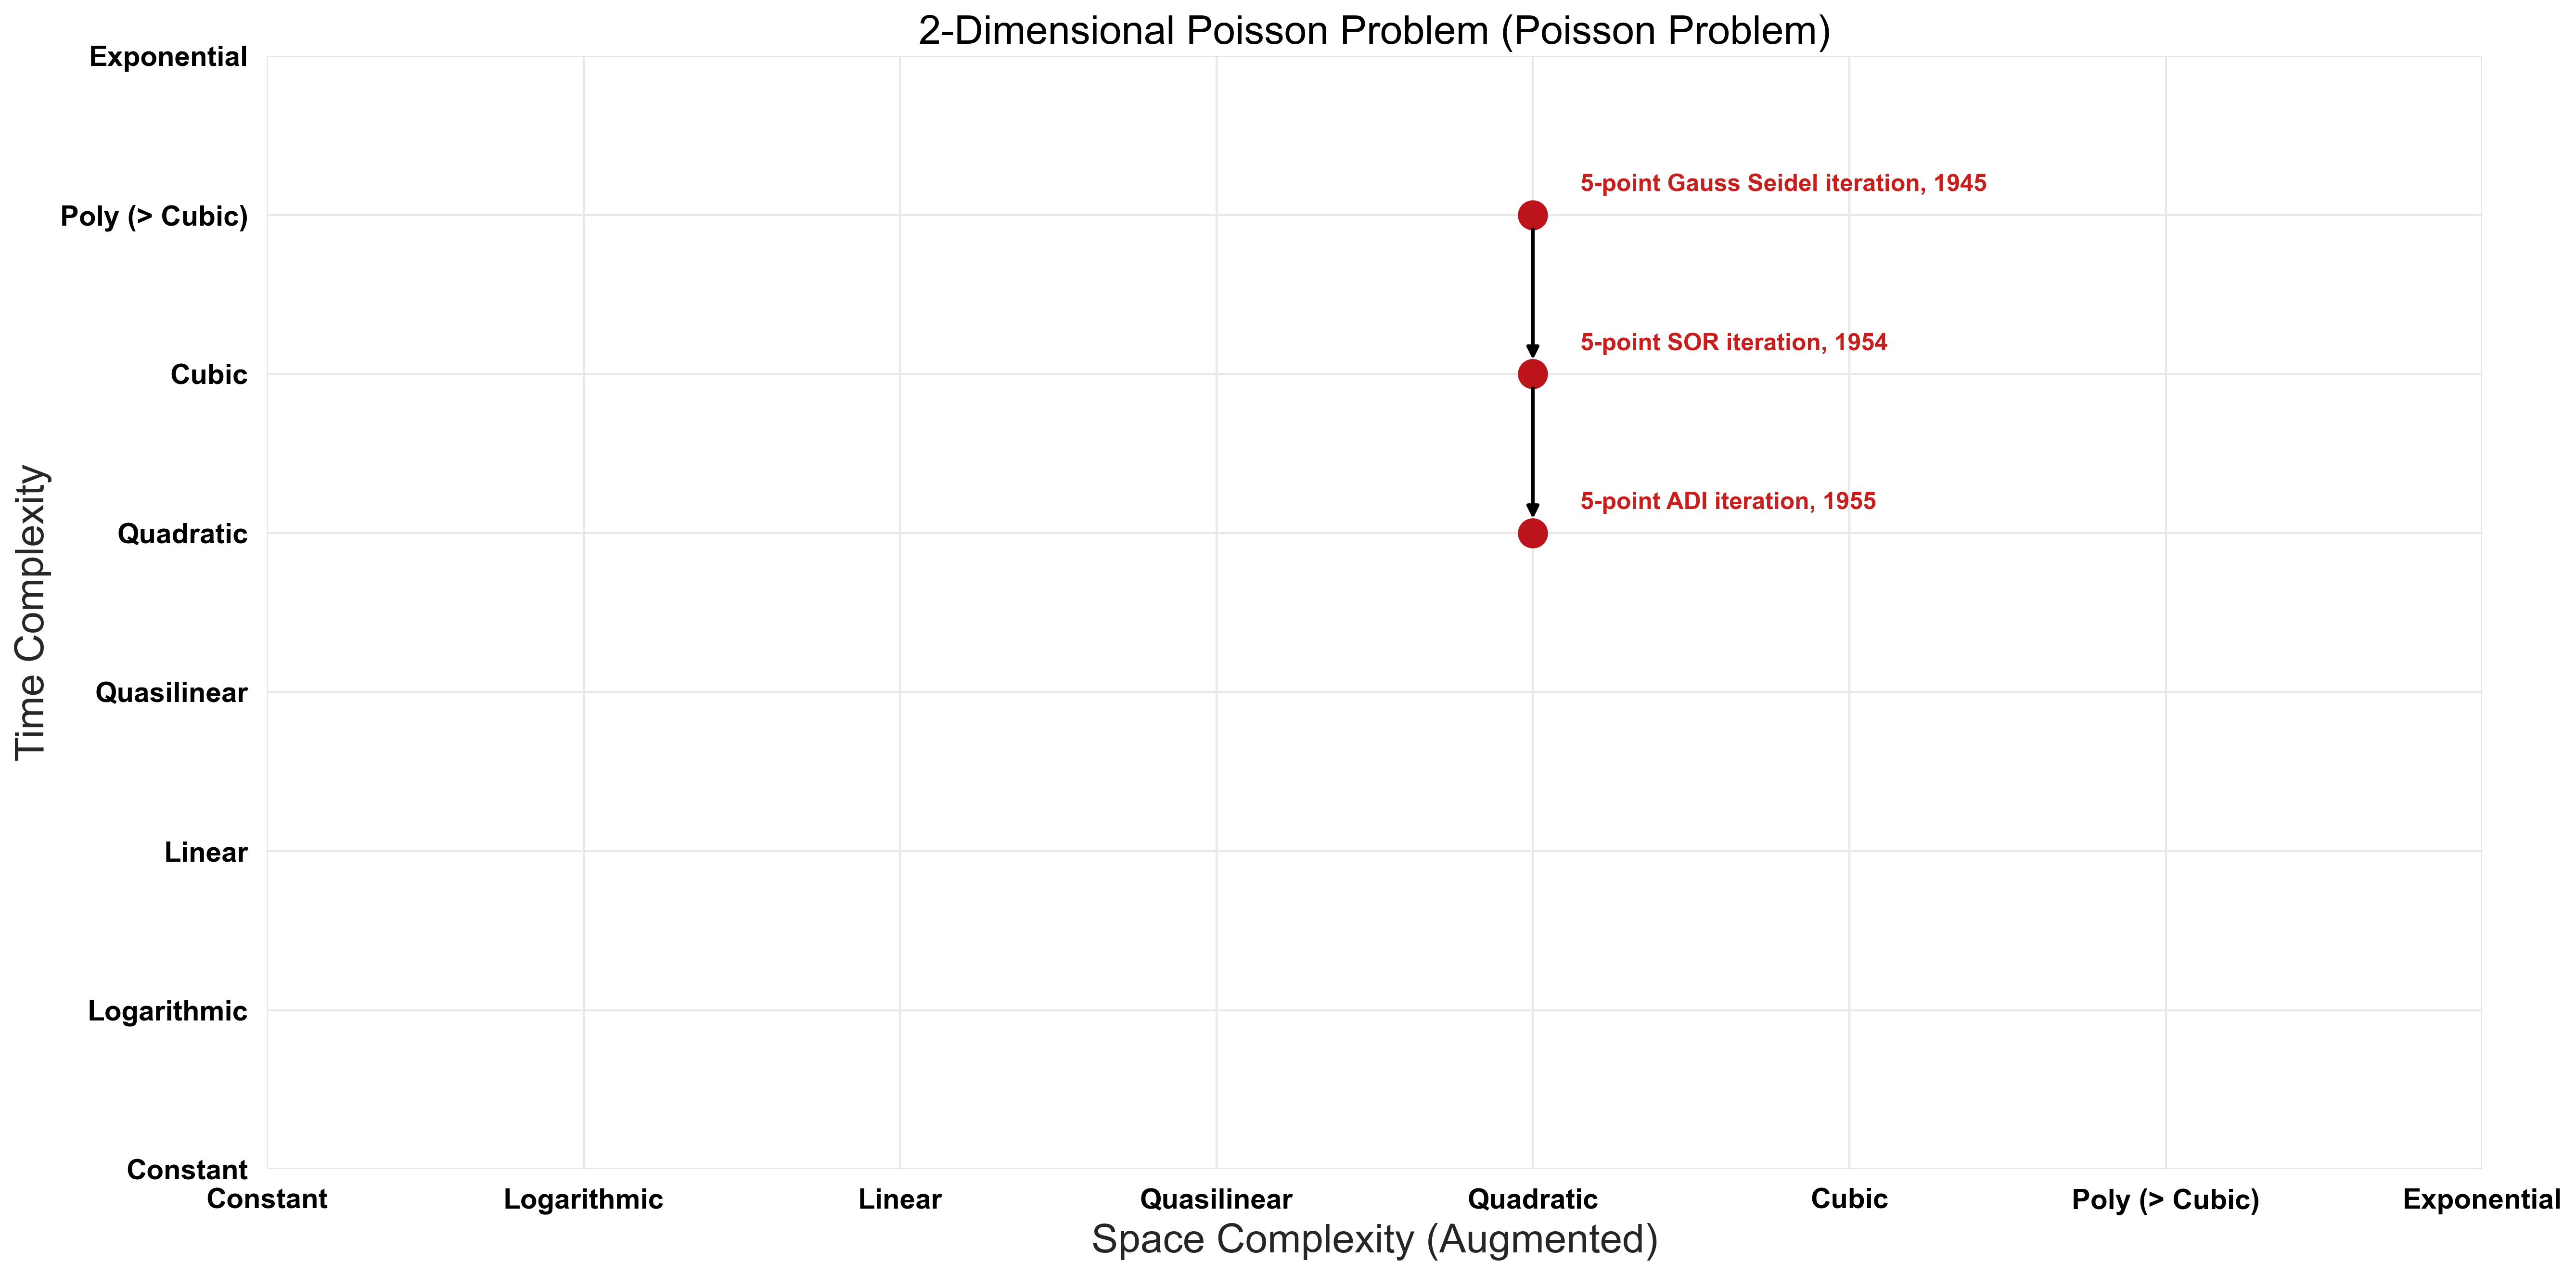 2-Dimensional Poisson Problem (Poisson Problem)
Exponential
5-point Gauss Seidel iteration, 1945
Poly (> Cubic)
5-point SOR iteration, 1954
Cubic
5-point ADI iteration, 1955
Quadratic
Time Complexity
Quasilinear
Linear
Logarithmic
Constant
Constant Logarithmic Linear Quasilinear Quadratic Cubic Poly (> Cubic) Exponential
Space Complexity (Augmented)